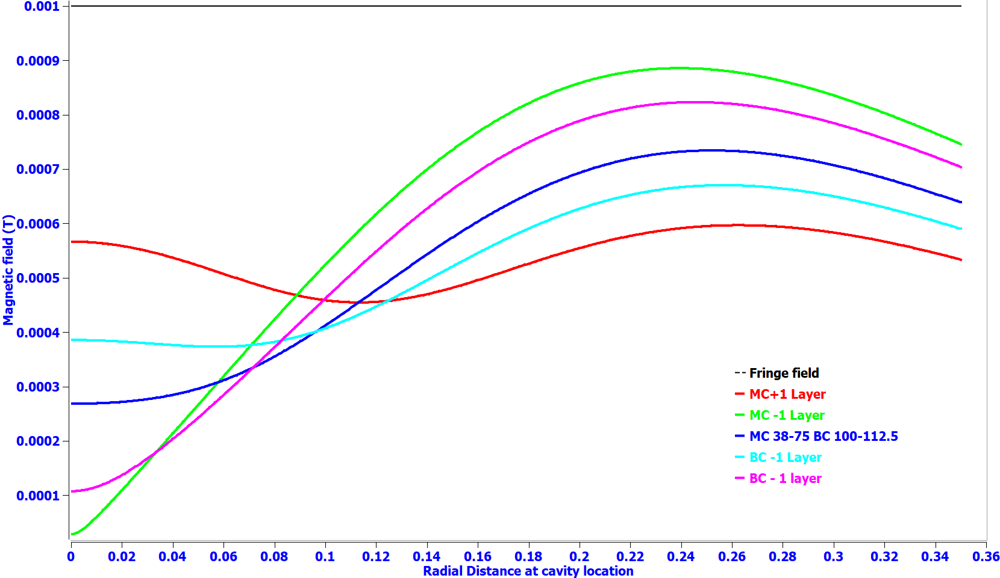 0.001
0.0009
0.0008
0.0007
0.0006
0.0005
0.0004
0.0003
0.0002
0.0001
Magnetic field (T)
Fringe field
MC+1 Layer
MC -1 Layer
MC 38-75 BC 100-112.5
BC -1 Layer
BC - 1 layer
0 0.02 0.04 0.06 0.08 0.1 0.12 0.14 0.16 0.18 0.2 0.22 0.24 0.26 0.28 0.3 0.32 0.34 0.36
Radial Distance at cavity location